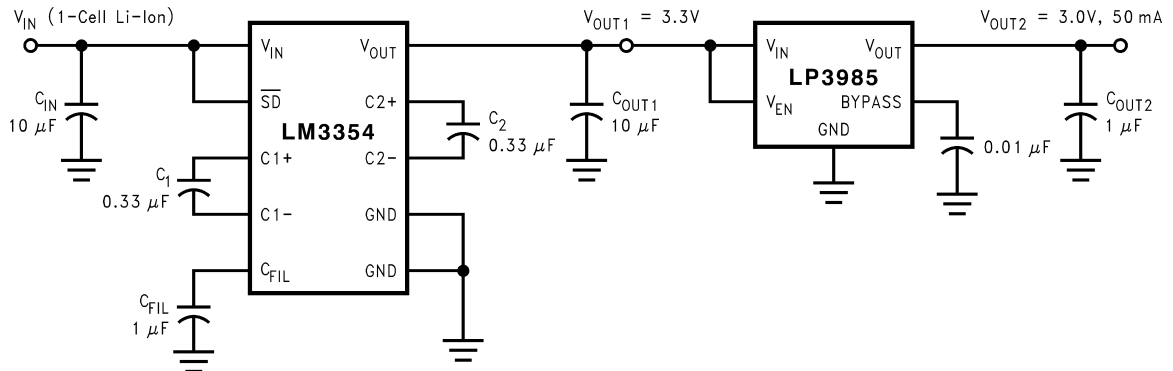 VIN (1-Cell Li-Ion)
CIN
10 µF
VIN
SD
C1+
C1-
CFIL
LM3354
VOUT
C2+
C2-
GND
GND
C1
0.33 µF
CFIL
1 µF
C2
0.33 µF
VOUT1 = 3.3V
COUT1
10 µF
VIN
VEN
LP3985
VOUT
BYPASS
GND
0.01 µF
VOUT2 = 3.0V, 50 mA
COUT2
1 µF